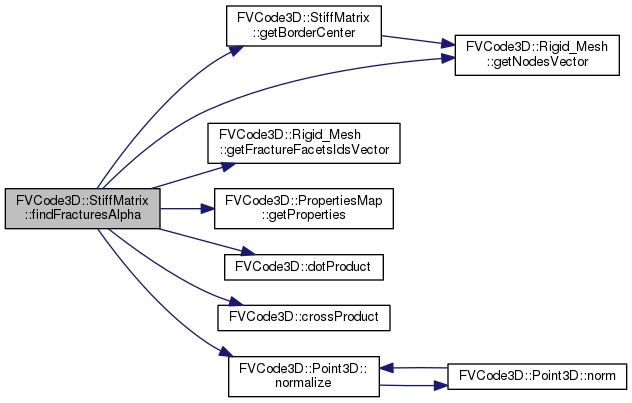 FVCode3D::StiffMatrix
::getBorderCenter
FVCode3D::Rigid_Mesh
::getNodesVector
FVCode3D::Rigid_Mesh
::getFractureFacetsIdsVector
FVCode3D::StiffMatrix
::findFracturesAlpha
FVCode3D::PropertiesMap
::getProperties
FVCode3D::dotProduct
FVCode3D::crossProduct
FVCode3D::Point3D::
normalize
FVCode3D::Point3D::norm